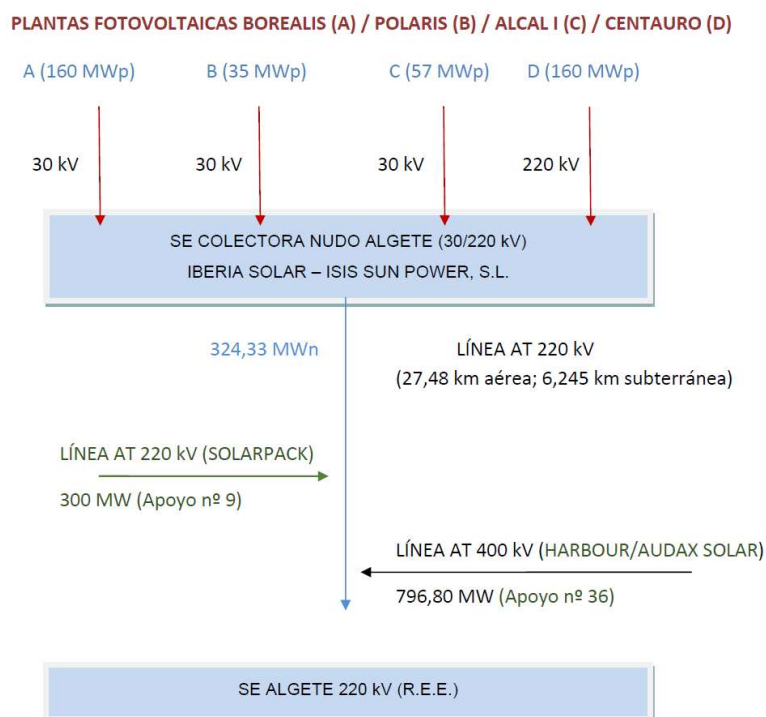 PLANTAS FOTOVOLTAICAS BOREALIS (A) / POLARIS (B) / ALCAL I (C) / CENTAURO (D)
A (160 MWp) B (35 MWp) C (57 MWp) D (160 MWp)
30 kV 30 kV 30 kV 220 kV
SE COLECTORA NUDO ALGETE (30/220 kV)
IBERIA SOLAR – ISIS SUN POWER, S.L.
324,33 MWn LÍNEA AT 220 kV
(27,48 km aérea; 6,245 km subterránea)
LÍNEA AT 220 kV (SOLARPACK)
300 MW (Apoyo nº 9)
LÍNEA AT 400 kV (HARBOUR/AUDAX SOLAR)
796,80 MW (Apoyo nº 36)
SE ALGETE 220 kV (R.E.E.)